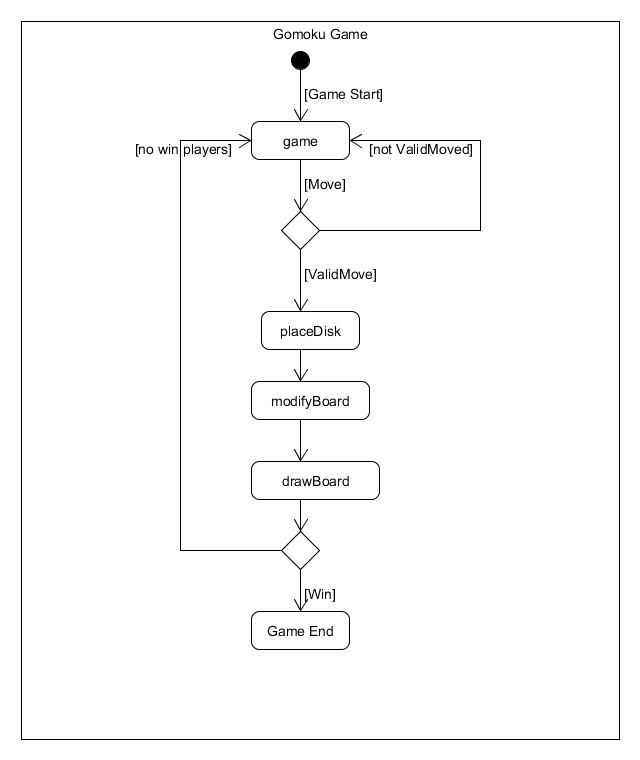 Gomoku Game
[Game Start]
game
[no win players]
[not ValidMoved]
[Move]
[ValidMove]
placeDisk
modifyBoard
drawBoard
[Win]
Game End